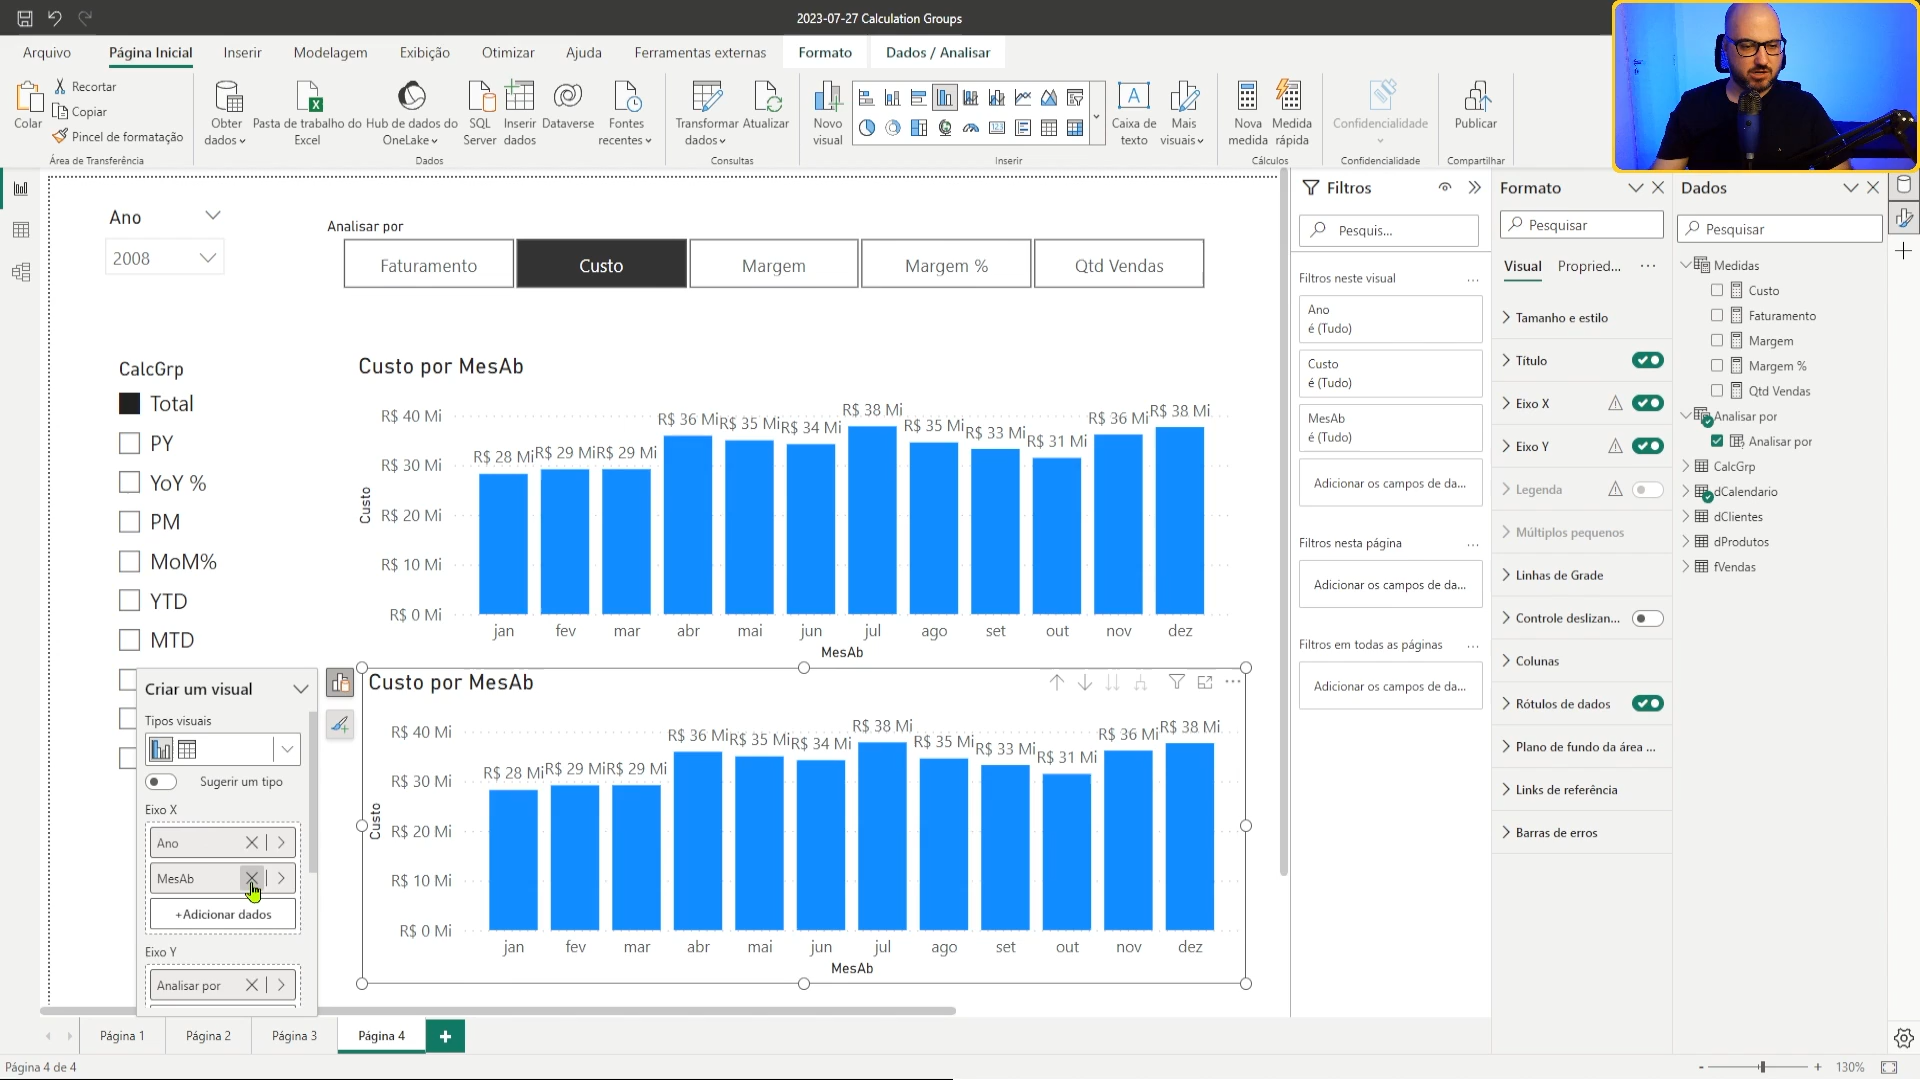 2023-07-27 Calculation Groups
Arquivo
Página Inicial
Inserir
Modelagem
Exibição
Otimizar
Ajuda
Ferramentas externas
Formato
Dados / Analisar
Colar
Recortar
Copiar
Pincel de formatação
Área de Transferência
Obter dados
Pasta de trabalho do Excel
Hub de dados do OneLake
SQL Server
Inserir dados
Dataverse
Fontes recentes
Dados
Transformar dados
Atualizar
Consultas
Novo visual
Caixa de texto
Mais visuais
Inserir
Nova medida
Medida rápida
Cálculos
Confidencialidade
Confidencialidade
Publicar
Compartilhar
Ano
2008
Analisar por
Faturamento
Custo
Margem
Margem %
Qtd Vendas
CalcGrp
Total
PY
YoY %
PM
MoM%
YTD
MTD
Custo por MesAb
R$ 40 Mi
R$ 30 Mi
R$ 20 Mi
R$ 10 Mi
R$ 0 Mi
Custo
R$ 28 Mi R$ 29 Mi R$ 29 Mi R$ 36 Mi R$ 35 Mi R$ 34 Mi R$ 38 Mi R$ 35 Mi R$ 33 Mi R$ 31 Mi R$ 36 Mi R$ 38 Mi
jan fev mar abr mai jun jul ago set out nov dez
MesAb
Criar um visual
Tipos visuais
Sugerir um tipo
Eixo X
Ano
MesAb
+Adicionar dados
Eixo Y
Analisar por
Custo por MesAb
R$ 40 Mi
R$ 30 Mi
R$ 20 Mi
R$ 10 Mi
R$ 0 Mi
Custo
R$ 28 Mi R$ 29 Mi R$ 29 Mi R$ 36 Mi R$ 35 Mi R$ 34 Mi R$ 38 Mi R$ 35 Mi R$ 33 Mi R$ 31 Mi R$ 36 Mi R$ 38 Mi
jan fev mar abr mai jun jul ago set out nov dez
MesAb
Filtros
Pesquis...
Filtros neste visual
Ano
é (Tudo)
Custo
é (Tudo)
MesAb
é (Tudo)
Adicionar os campos de da...
Filtros nesta página
Adicionar os campos de da...
Filtros em todas as páginas
Adicionar os campos de da...
Formato
Pesquisar
Visual
Propried...
Tamanho e estilo
Título
Eixo X
Eixo Y
Legenda
Múltiplos pequenos
Linhas de Grade
Controle deslizan...
Colunas
Rótulos de dados
Plano de fundo da área ...
Links de referência
Barras de erros
Dados
Pesquisar
Medidas
Custo
Faturamento
Margem
Margem %
Qtd Vendas
Analisar por
Analisar por
CalcGrp
dCalendario
dClientes
dProdutos
fVendas
Página 1
Página 2
Página 3
Página 4
+
Página 4 de 4
- + 130%